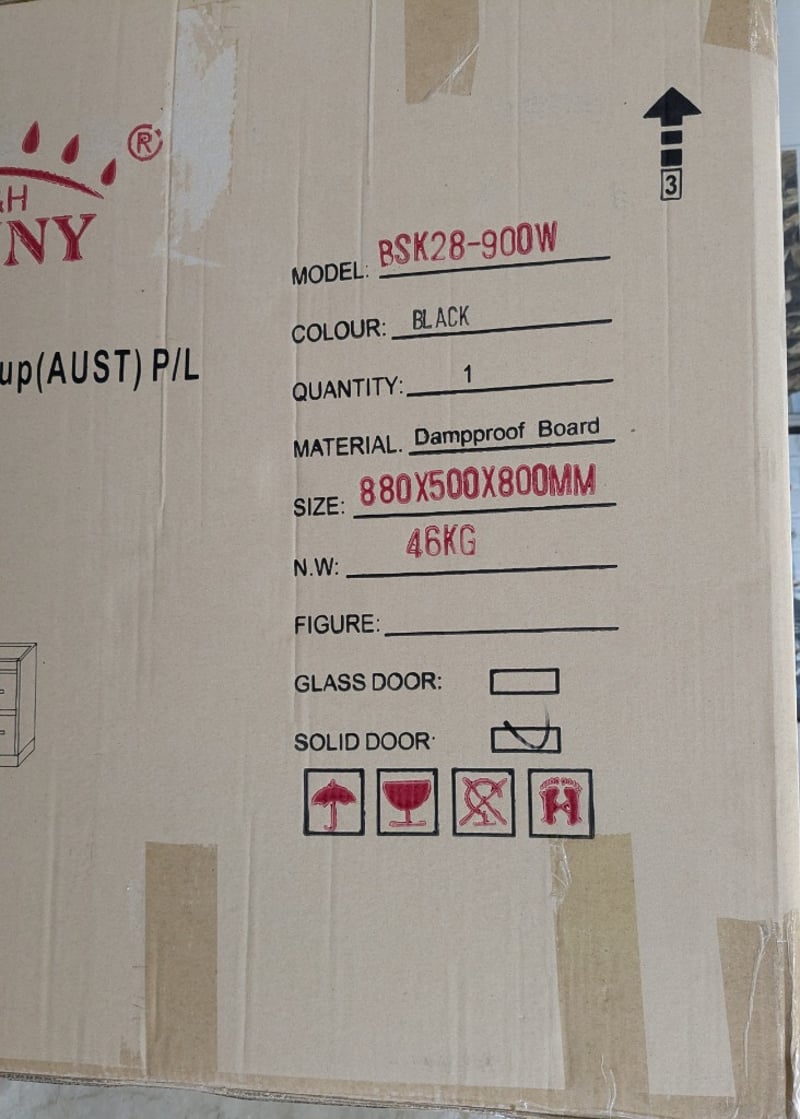 ®
&H
NNY
up(AUST) P/L
3
MODEL: BSK28-900W
COLOUR: BLACK
QUANTITY: 1
MATERIAL. Dampproof Board
SIZE: 880X500X800MM
N.W: 46KG
FIGURE:
GLASS DOOR:
SOLID DOOR: